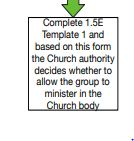 Complete 1.5E
Template 1 and
based on this form
the Church authority
decides whether to
allow the group to
minister in the
Church body